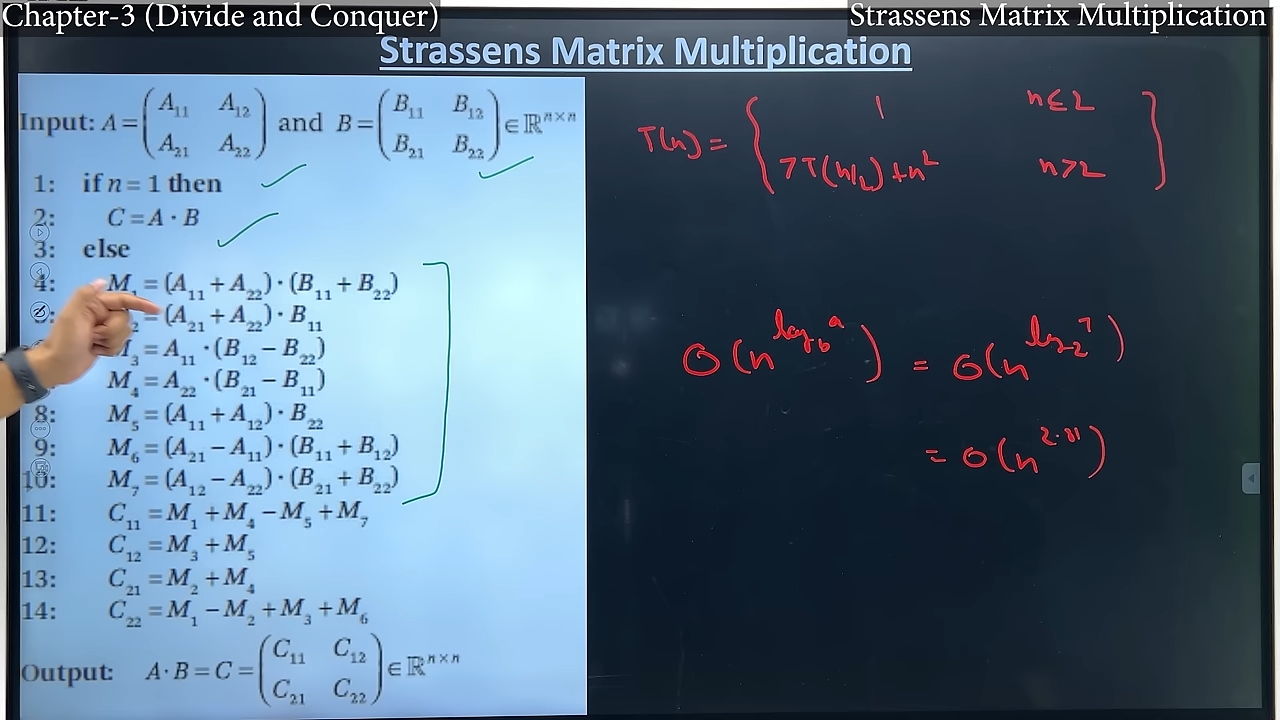 Chapter-3 (Divide and Conquer)
Strassens Matrix Multiplication
Strassens Matrix Multiplication
Input: A = (A₁₁ A₁₂
A₂₁ A₂₂) and B = (B₁₁ B₁₂
B₂₁ B₂₂) ∈ ℝⁿˣⁿ
1: if n = 1 then
2: C = A · B
3: else
4: M = (A₁₁ + A₂₂) · (B₁₁ + B₂₂)
₂ = (A₂₁ + A₂₂) · B₁₁
₃ = A₁₁ · (B₁₂ − B₂₂)
M₄ = A₂₂ · (B₂₁ − B₁₁)
8: M₅ = (A₁₁ + A₁₂) · B₂₂
9: M₆ = (A₂₁ − A₁₁) · (B₁₁ + B₁₂)
10: M₇ = (A₁₂ − A₂₂) · (B₂₁ + B₂₂)
11: C₁₁ = M₁ + M₄ − M₅ + M₇
12: C₁₂ = M₃ + M₅
13: C₂₁ = M₂ + M₄
14: C₂₂ = M₁ − M₂ + M₃ + M₆
Output: A · B = C = (C₁₁ C₁₂
C₂₁ C₂₂) ∈ ℝⁿˣⁿ
T(n) = { 1 n≤2
7T(n/2)+n² n>2 }
O(n^log_b^a) = O(n^log_2^7)
= O(n^2.81)